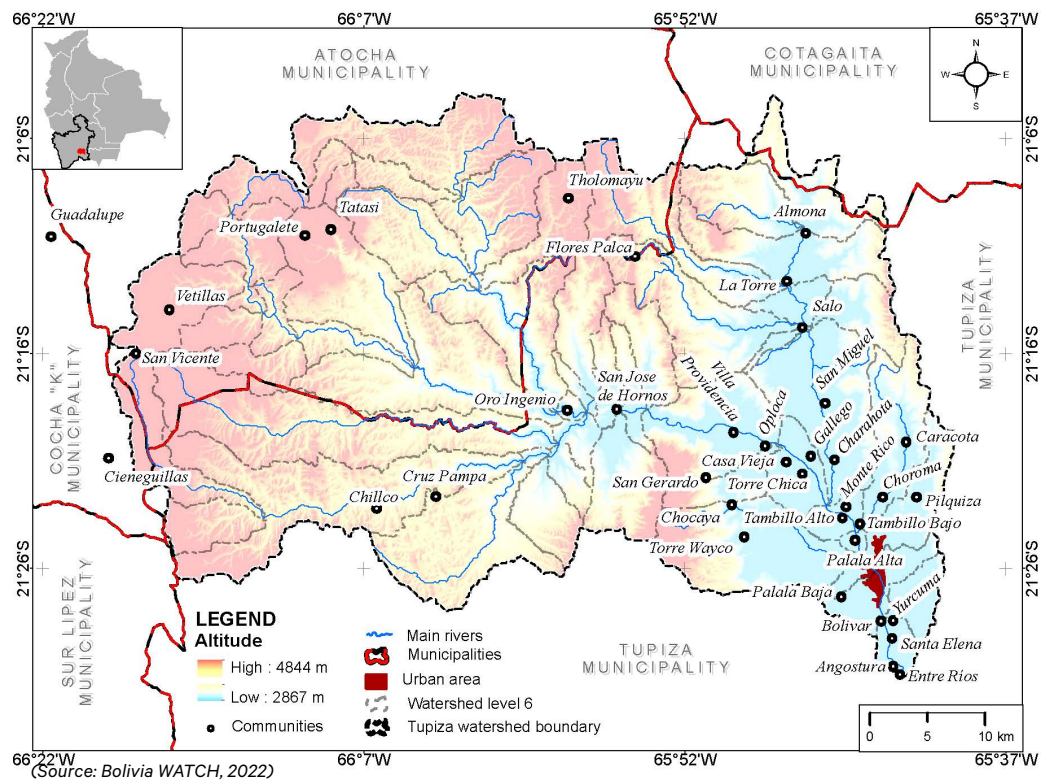 66°22'W
66°7'W
65°52'W
65°37'W
ATOCHA
MUNICIPALITY
COTAGAITA
MUNICIPALITY
N
W
E
S
21°6'S
21°6'S
Guadalupe
Portugalete
Tatasi
Tholomayu
Almona
Flores Palca
La Torre
Vetillas
Salo
TUPIZA
MUNICIPALITY
21°16'S
21°16'S
San Vicente
San Miguel
Villa
Providencia
San Jose
de Hornos
Oro Ingenio
Oploca
Gallego
Charahota
COCHA "K"
MUNICIPALITY
Caracota
Cieneguillas
Casa Vieja
Monte Rico
Choroma
Cruz Pampa
San Gerardo
Torre Chica
Pilquiza
Chillco
Chocaya
Tambillo Alto
Tambillo Bajo
Torre Wayco
Palala Alta
21°26'S
21°26'S
Palala Baja
Yurcuma
SUR LIPEZ
MUNICIPALITY
Bolivar
Santa Elena
TUPIZA
MUNICIPALITY
Angostura
Entre Rios
LEGEND
Altitude
High : 4844 m
Low : 2867 m
Communities
Main rivers
Municipalities
Urban area
Watershed level 6
Tupiza watershed boundary
0 5 10 km
66°22'W
66°7'W
65°52'W
65°37'W
(Source: Bolivia WATCH, 2022)